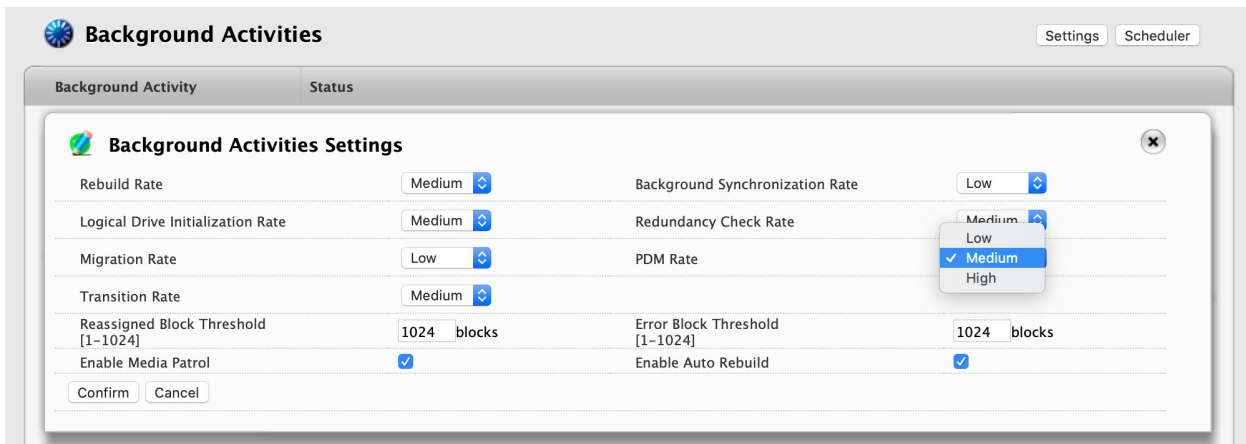 Background Activities
Settings Scheduler
Background Activity Status
Background Activities Settings
Rebuild Rate Medium Background Synchronization Rate Low
Logical Drive Initialization Rate Medium Redundancy Check Rate Medium
Low
Migration Rate Low PDM Rate Medium
High
Transition Rate Medium
Reassigned Block Threshold Error Block Threshold
[1-1024] 1024 blocks [1-1024] 1024 blocks
Enable Media Patrol Enable Auto Rebuild
Confirm Cancel